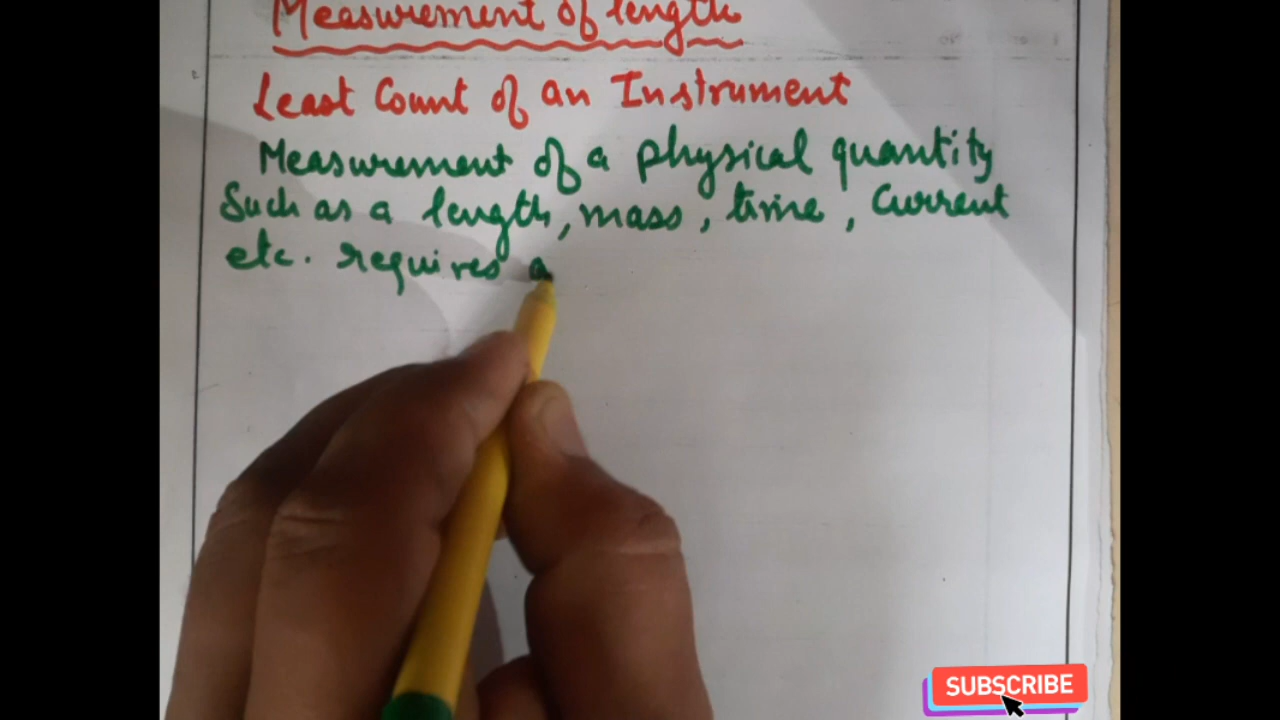 Measurement of length
Least Count of an Instrument
Measurement of a physical quantity
Such as a length, mass, time, Current
etc. requires a
SUBSCRIBE